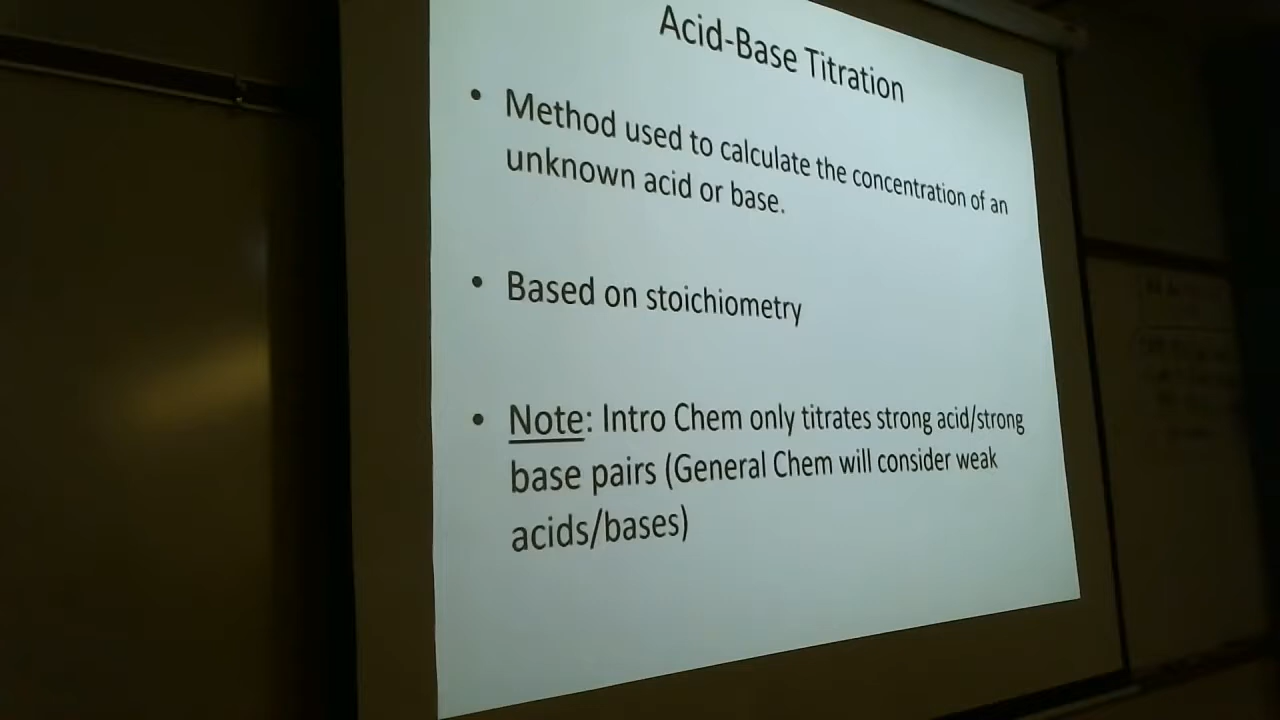 Acid-Base Titration
• Method used to calculate the concentration of an
unknown acid or base.
• Based on stoichiometry
• Note: Intro Chem only titrates strong acid/strong
base pairs (General Chem will consider weak
acids/bases)